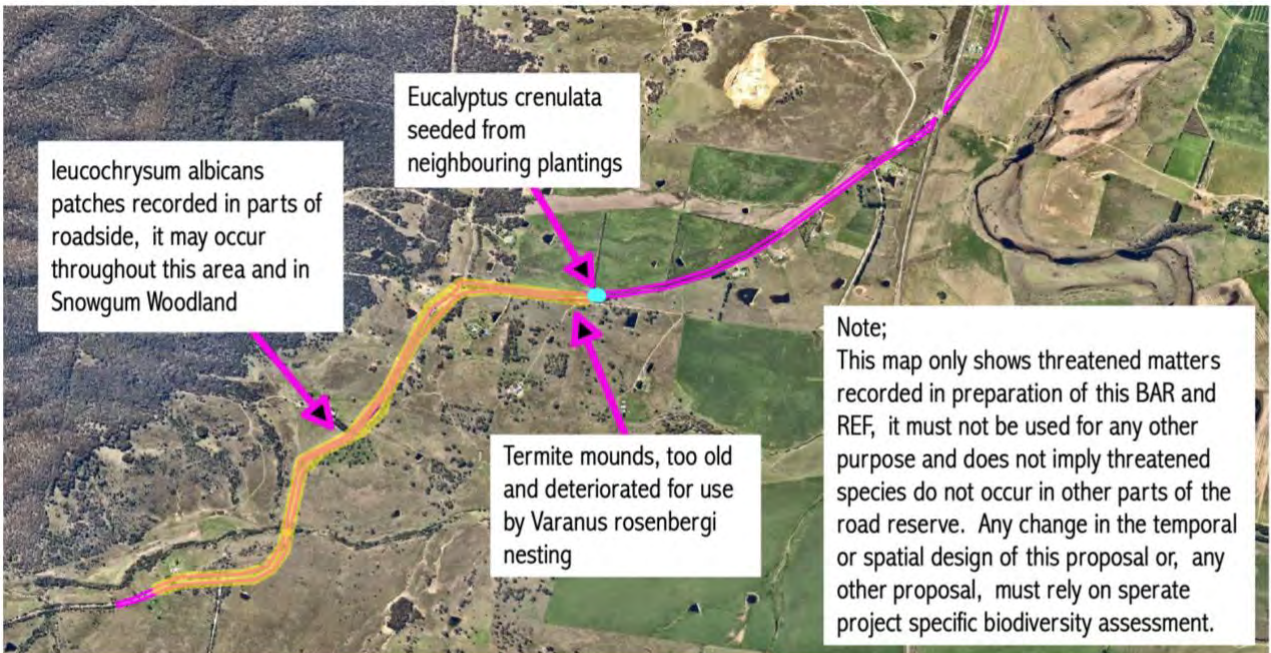 Eucalyptus crenulata
seeded from
neighbouring plantings
leucochrysum albicans
patches recorded in parts of
roadside, it may occur
throughout this area and in
Snowgum Woodland
Termite mounds, too old
and deteriorated for use
by Varanus rosenbergi
nesting
Note;
This map only shows threatened matters
recorded in preparation of this BAR and
REF, it must not be used for any other
purpose and does not imply threatened
species do not occur in other parts of the
road reserve. Any change in the temporal
or spatial design of this proposal or, any
other proposal, must rely on sperate
project specific biodiversity assessment.